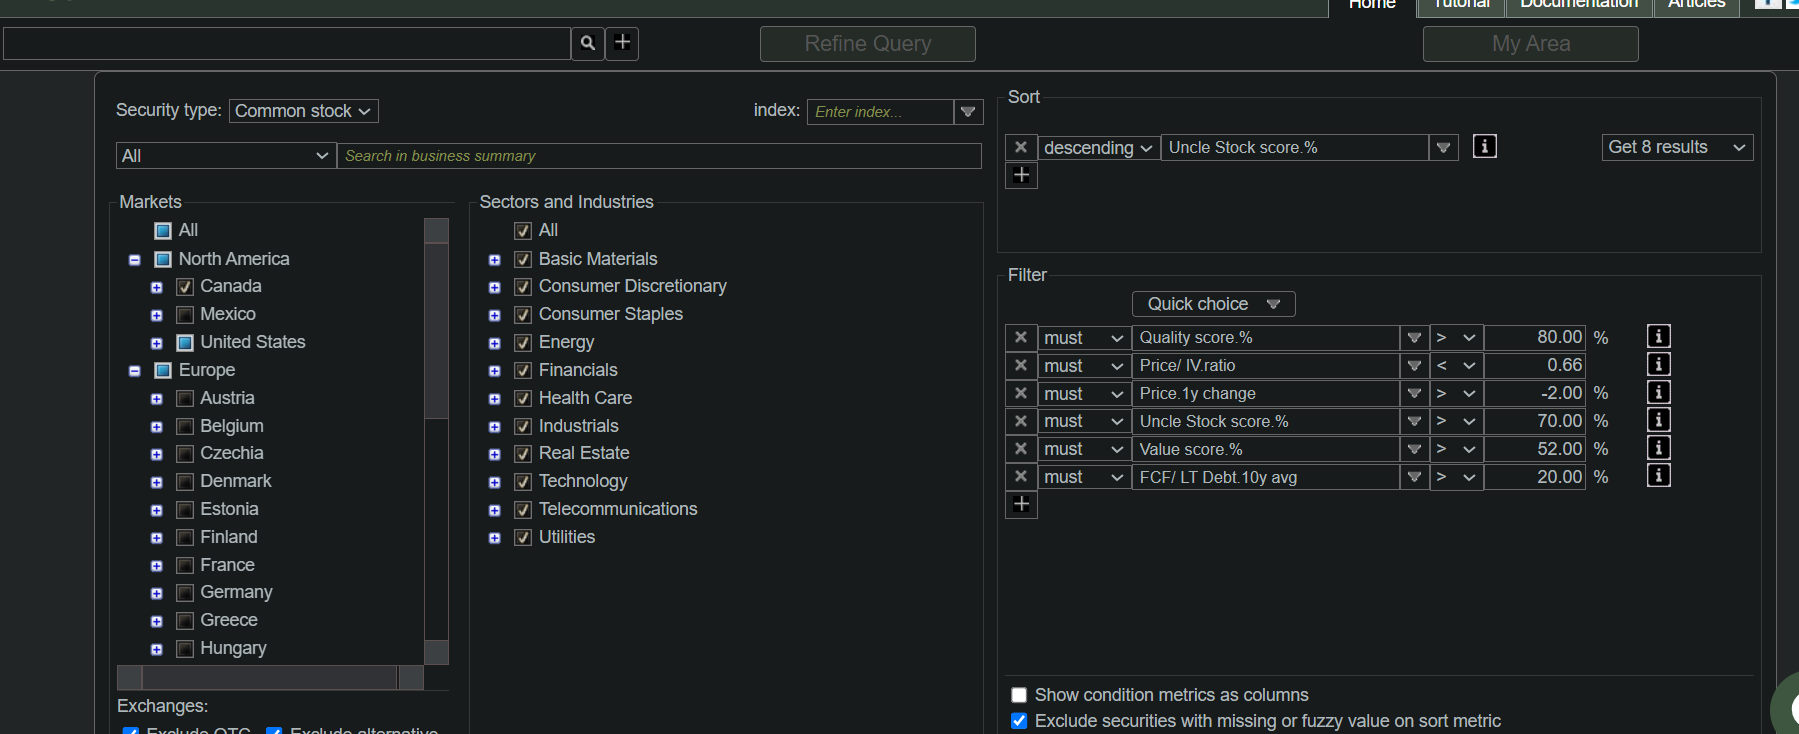 Home Tutorial Documentation Articles
Refine Query My Area
Security type: Common stock index: Enter index...
All Search in business summary
Markets
All
North America
Canada
Mexico
United States
Europe
Austria
Belgium
Czechia
Denmark
Estonia
Finland
France
Germany
Greece
Hungary
Exchanges:
Exclude OTC Exclude alternative
Sectors and Industries
All
Basic Materials
Consumer Discretionary
Consumer Staples
Energy
Financials
Health Care
Industrials
Real Estate
Technology
Telecommunications
Utilities
Sort
descending Uncle Stock score.% i Get 8 results
Filter
Quick choice
must Quality score.% > 80.00 % i
must Price/ IV.ratio < 0.66 i
must Price.1y change > -2.00 % i
must Uncle Stock score.% > 70.00 % i
must Value score.% > 52.00 % i
must FCF/ LT Debt.10y avg > 20.00 % i
Show condition metrics as columns
Exclude securities with missing or fuzzy value on sort metric